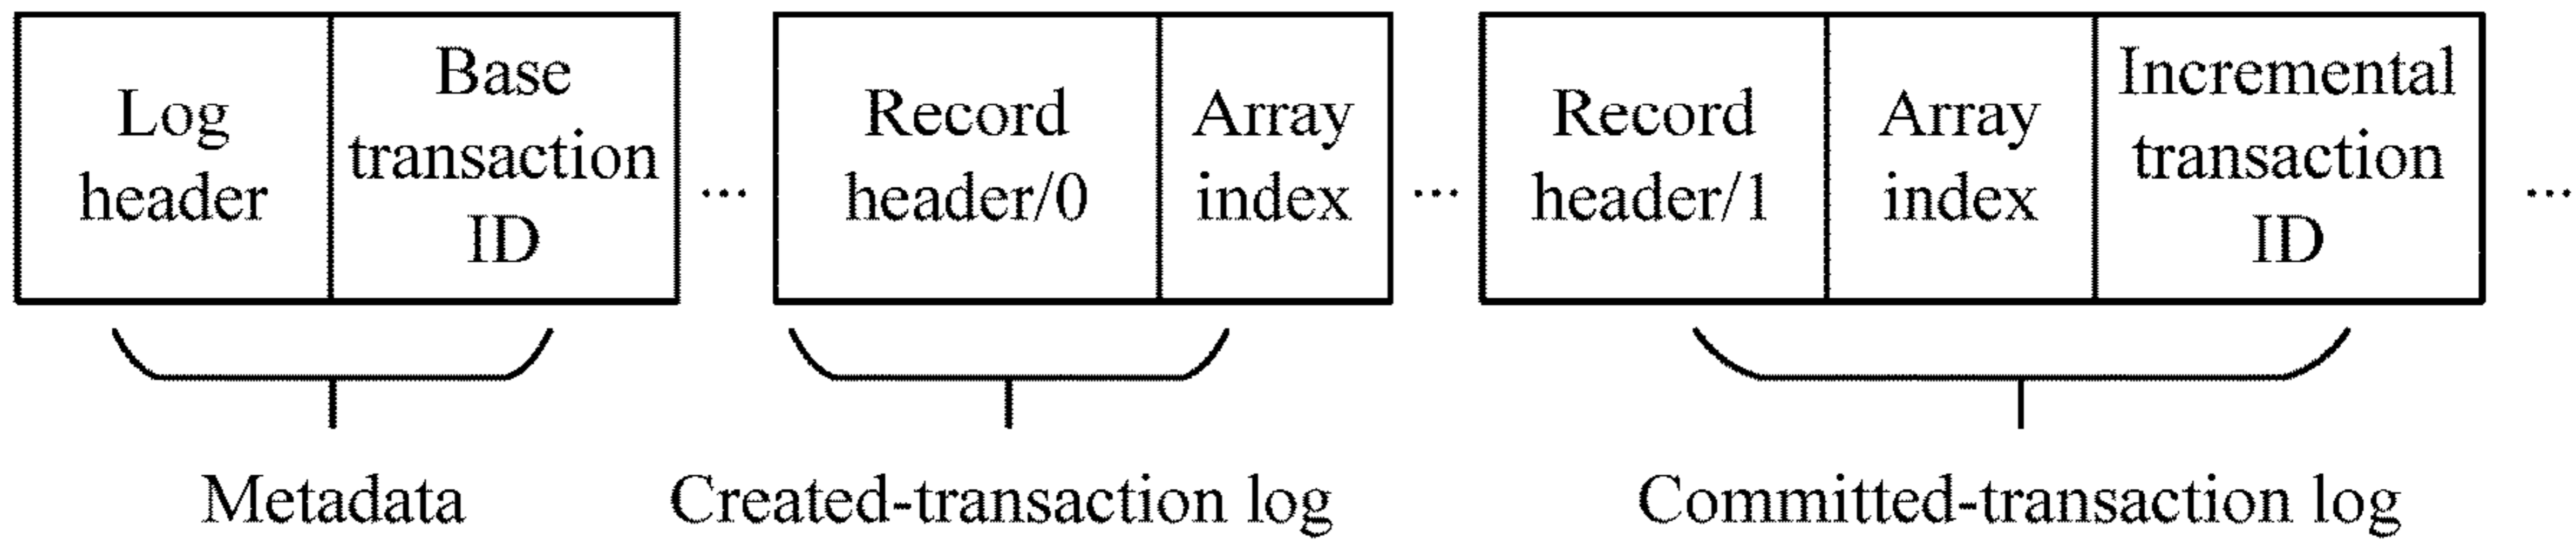 Log
header
Base
transaction
ID
...
Record
header/0
Array
index
...
Record
header/1
Array
index
Incremental
transaction
ID
...
Metadata
Created-transaction log
Committed-transaction log